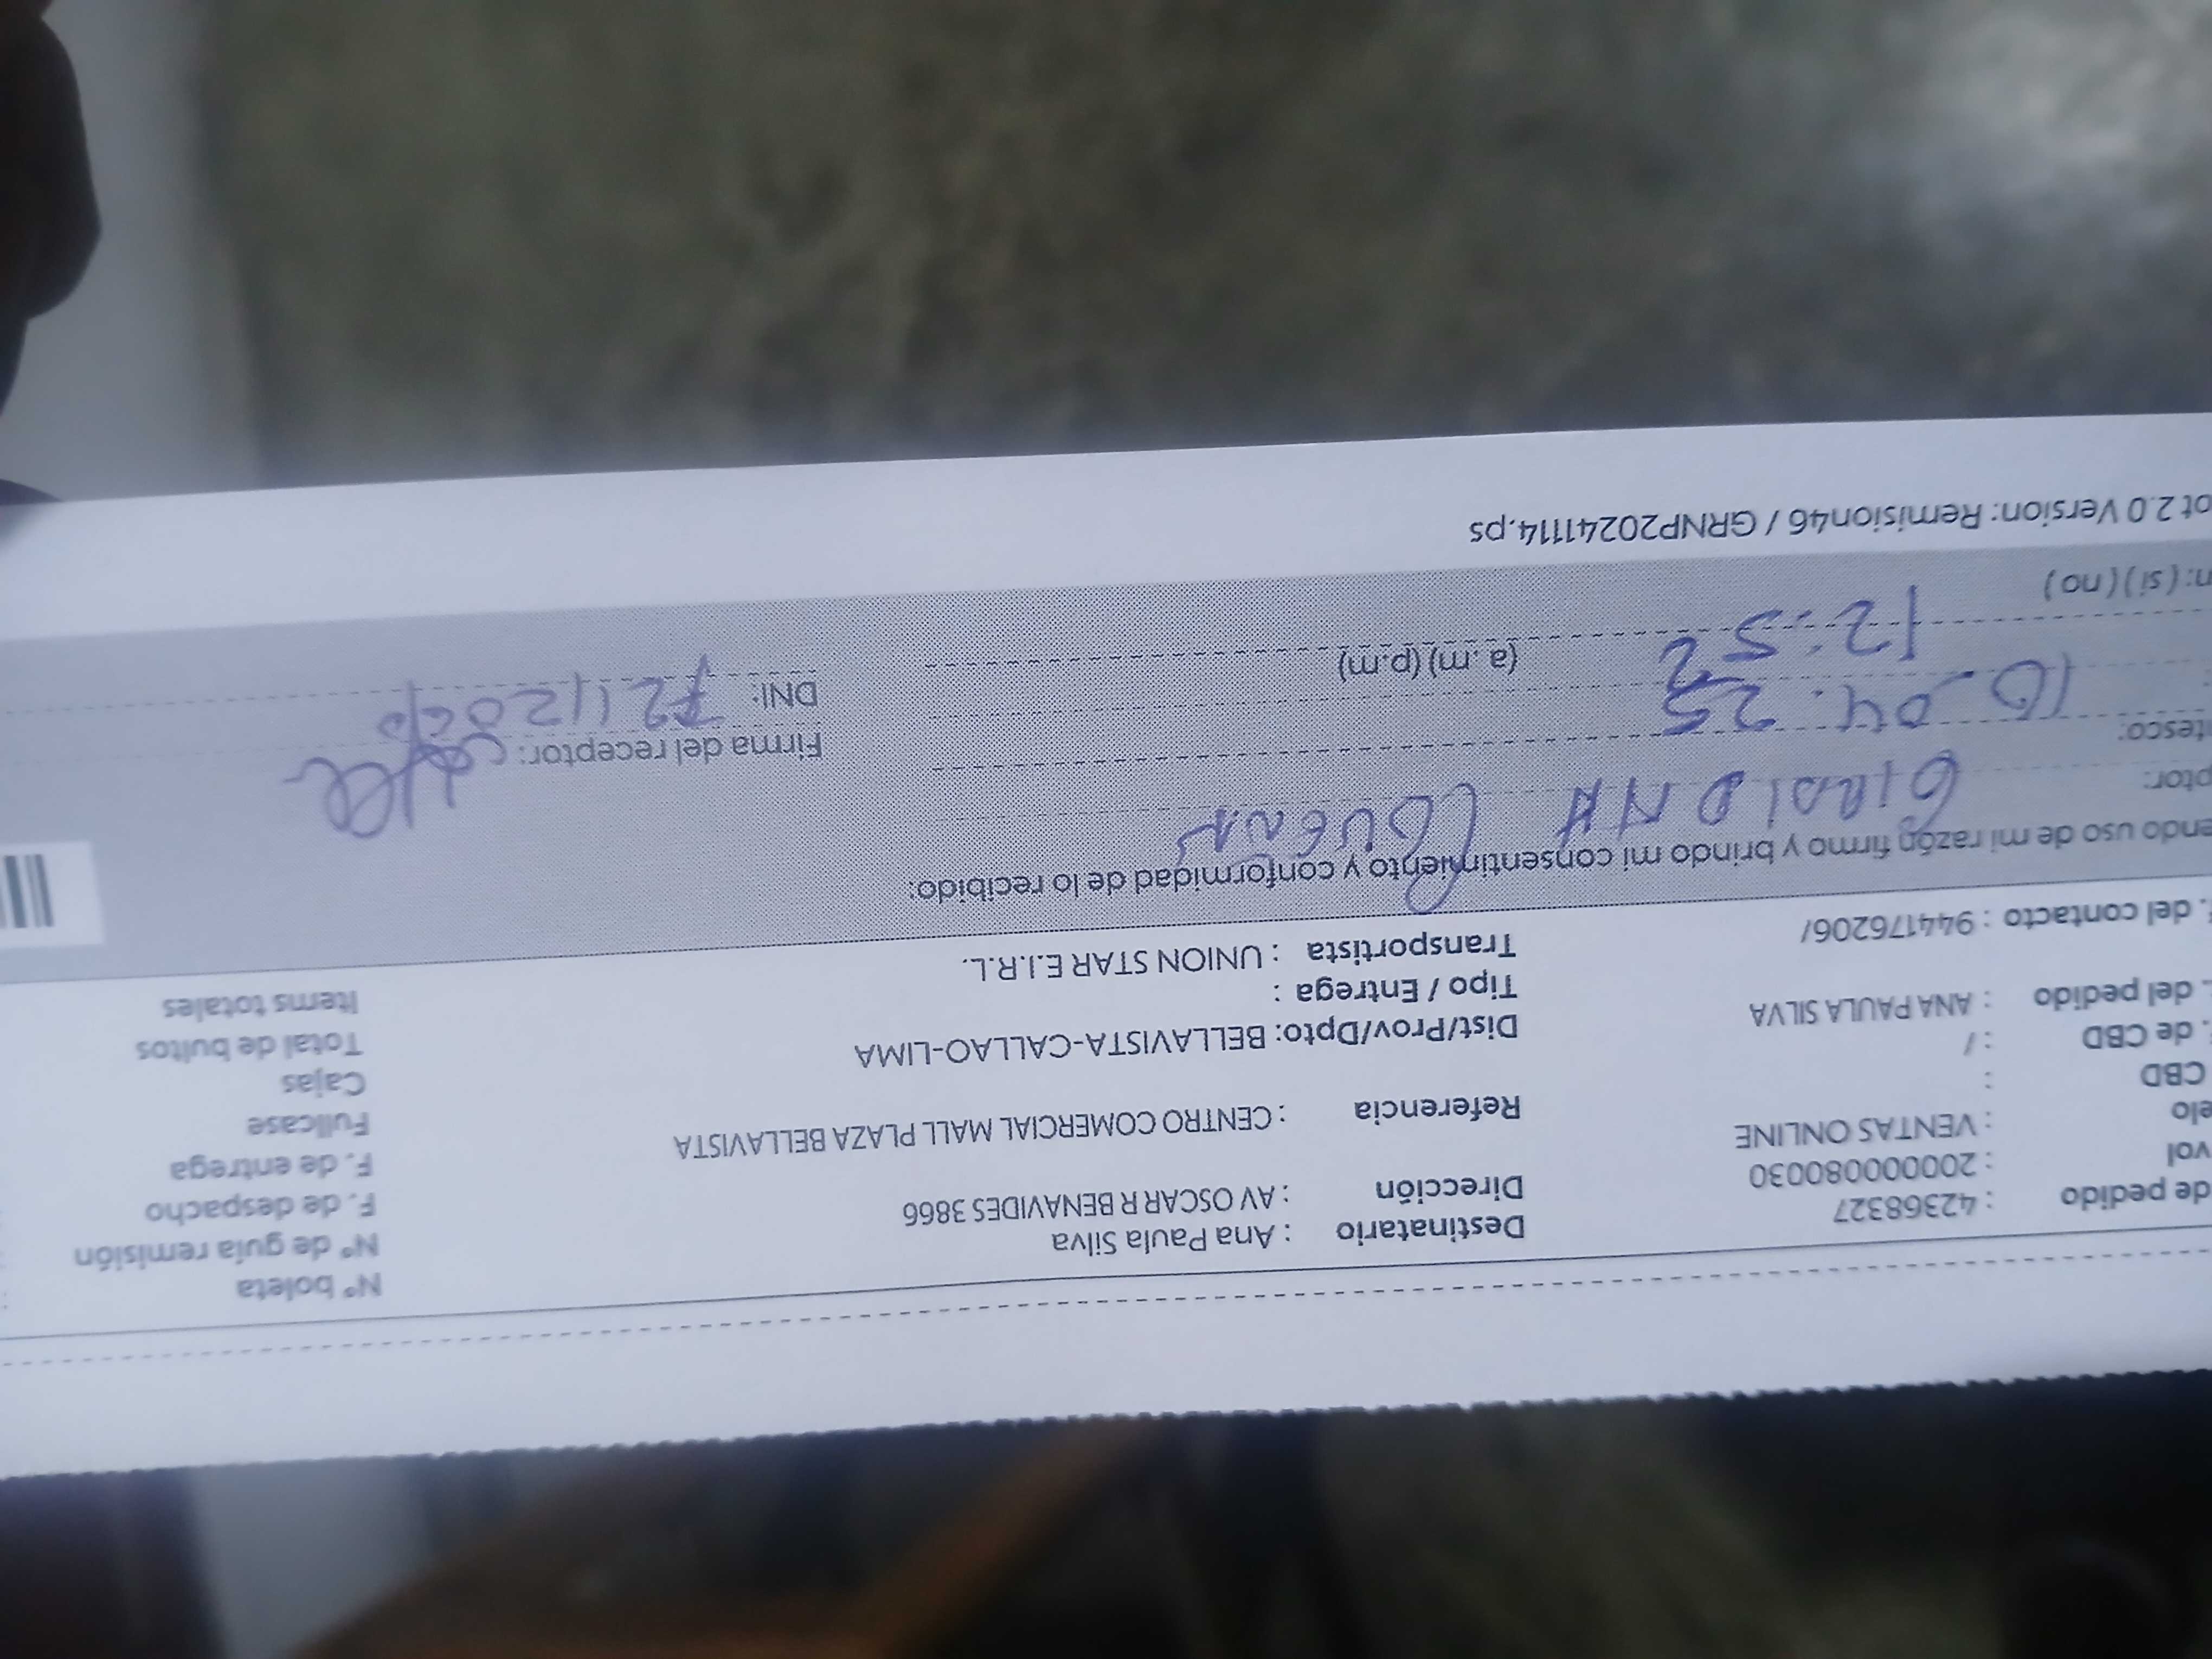 Nº boleta
Destinatario : Ana Paula Silva Nº de guía remisión
de pedido : 42368327 Dirección : AV OSCAR R BENAVIDES 3866 F. de despacho
vol : 20000080030 F. de entrega
elo : VENTAS ONLINE Referencia : CENTRO COMERCIAL MALL PLAZA BELLAVISTA Fullcase
CBD : Cajas
. de CBD : / Dist/Prov/Dpto: BELLAVISTA-CALLAO-LIMA Total de bultos
. del pedido : ANA PAULA SILVA Tipo / Entrega : Items totales
. del contacto : 944176206/ Transportista : UNION STAR E.I.R.L.
endo uso de mi razón firmo y brindo mi consentimiento y conformidad de lo recibido:
ptor:
ntesco: Firma del receptor:
: 10.04.25 DNI:
12:52 (a.m) (p.m)
n: ( si ) ( no )
ot 2.0 Version: Remision46 / GRNP20241114.ps